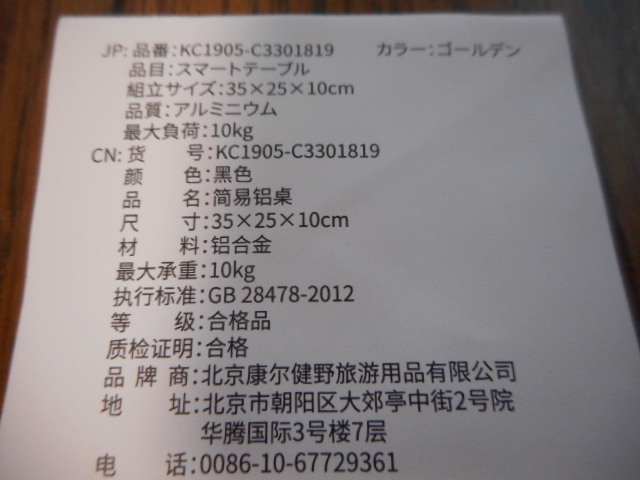 JP: 品番：KC1905-C3301819 カラー：ゴールデン
品目：スマートテーブル
組立サイズ：35×25×10cm
品質：アルミニウム
最大負荷：10kg
CN: 货 号：KC1905-C3301819
颜 色：黑色
品 名：简易铝桌
尺 寸：35×25×10cm
材 料：铝合金
最大承重：10kg
执行标准：GB 28478-2012
等 级：合格品
质检证明：合格
品 牌 商：北京康尔健野旅游用品有限公司
地 址：北京市朝阳区大郊亭中街2号院
华腾国际3号楼7层
电 话：0086-10-67729361